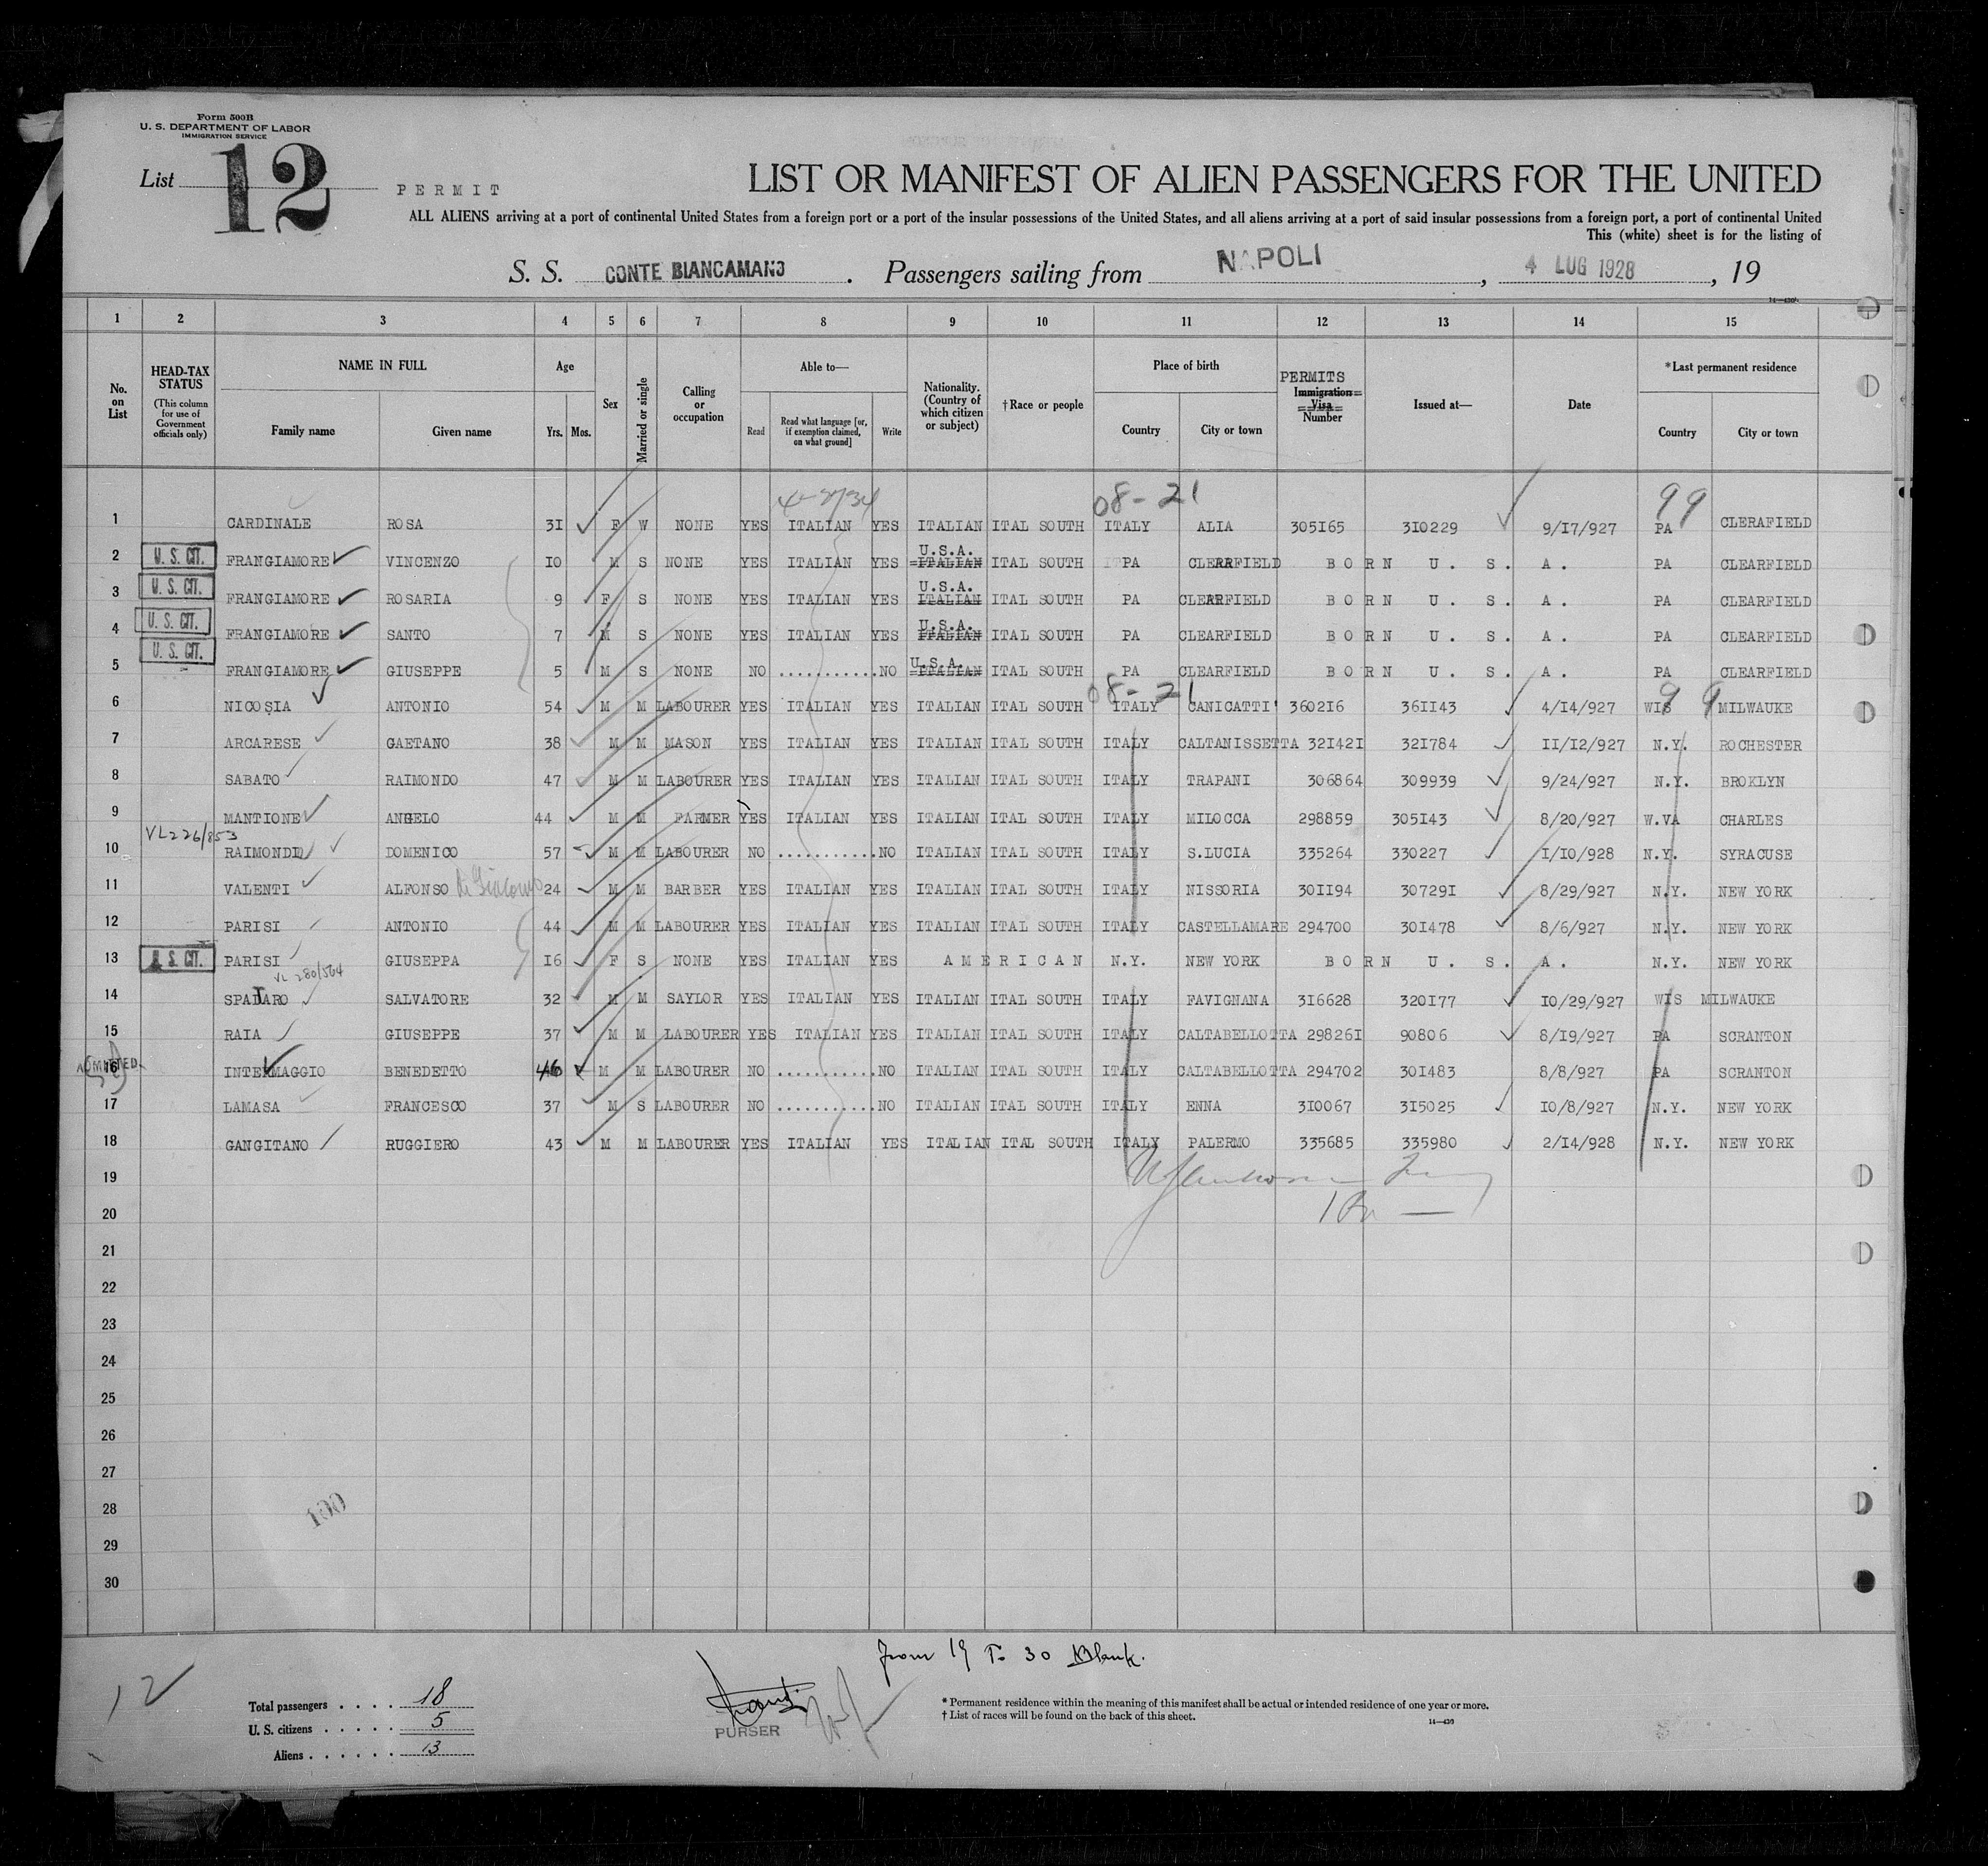 Form 500B
U. S. DEPARTMENT OF LABOR
IMMIGRATION SERVICE
List 12
PERMIT
LIST OR MANIFEST OF ALIEN PASSENGERS FOR THE UNITED
ALL ALIENS arriving at a port of continental United States from a foreign port or a port of the insular possessions of the United States, and all aliens arriving at a port of said insular possessions from a foreign port, a port of continental United
This (white) sheet is for the listing of
S. S. CONTE BIANCAMANO . Passengers sailing from NAPOLI , 4 LUG 1928 , 19
1 2 3 4 5 6 7 8 9 10 11 12 13 14 15
No. on List
HEAD-TAX STATUS (This column for use of Government officials only)
NAME IN FULL Family name Given name
Age Yrs. Mos.
Sex
Married or single
Calling or occupation
Able to— Read Read what language [or, if exemption claimed, on what ground] Write
Nationality. (Country of which citizen or subject)
† Race or people
Place of birth Country City or town
PERMITS Immigration Visa Number
Issued at—
Date
*Last permanent residence Country City or town
08-21 99
1 CARDINALE ROSA 31 F W NONE YES ITALIAN YES ITALIAN ITAL SOUTH ITALY ALIA 305165 310229 9/17/927 PA CLERAFIELD
2 U. S. CIT. FRANGIAMORE VINCENZO 10 M S NONE YES ITALIAN YES ITALIAN U.S.A. ITAL SOUTH PA CLEARFIELD BORN U. S. A. PA CLEARFIELD
3 U. S. CIT. FRANGIAMORE ROSARIA 9 F S NONE YES ITALIAN YES ITALIAN U.S.A. ITAL SOUTH PA CLEARFIELD BORN U. S. A. PA CLEARFIELD
4 U. S. CIT. FRANGIAMORE SANTO 7 M S NONE YES ITALIAN YES ITALIAN U.S.A. ITAL SOUTH PA CLEARFIELD BORN U. S. A. PA CLEARFIELD
5 U. S. CIT. FRANGIAMORE GIUSEPPE 5 M S NONE NO ............NO ITALIAN U.S.A. ITAL SOUTH PA CLEARFIELD BORN U. S. A. PA CLEARFIELD
08-21 99
6 NICOSIA ANTONIO 54 M M LABOURER YES ITALIAN YES ITALIAN ITAL SOUTH ITALY CANICATTI' 360216 361143 4/14/927 WIS MILWAUKE
7 ARCARESE GAETANO 38 M M MASON YES ITALIAN YES ITALIAN ITAL SOUTH ITALY CALTANISSETTA 321421 321784 11/12/927 N.Y. ROCHESTER
8 SABATO RAIMONDO 47 M M LABOURER YES ITALIAN YES ITALIAN ITAL SOUTH ITALY TRAPANI 306864 309939 9/24/927 N.Y. BROKLYN
9 MANTIONE ANGELO 44 M M FARMER YES ITALIAN YES ITALIAN ITAL SOUTH ITALY MILOCCA 298859 305143 8/20/927 W.VA CHARLES
VL226/853
10 RAIMONDI DOMENICO 57 M M LABOURER NO ............NO ITALIAN ITAL SOUTH ITALY S.LUCIA 335264 330227 1/10/928 N.Y. SYRACUSE
11 VALENTI ALFONSO di Giacomo 24 M M BARBER YES ITALIAN YES ITALIAN ITAL SOUTH ITALY NISSORIA 301194 307291 8/29/927 N.Y. NEW YORK
12 PARISI ANTONIO 44 M M LABOURER YES ITALIAN YES ITALIAN ITAL SOUTH ITALY CASTELLAMARE 294700 301478 8/6/927 N.Y. NEW YORK
13 U. S. CIT. PARISI GIUSEPPA 16 F S NONE YES ITALIAN YES AMERICAN N.Y. NEW YORK BORN U. S. A. N.Y. NEW YORK
VL 280/564
14 SPATARO SALVATORE 32 M M SAYLOR YES ITALIAN YES ITALIAN ITAL SOUTH ITALY FAVIGNANA 316628 320177 10/29/927 WIS MILWAUKE
15 RAIA GIUSEPPE 37 M M LABOURER YES ITALIAN YES ITALIAN ITAL SOUTH ITALY CALTABELLOTTA 298261 90806 8/19/927 PA SCRANTON
ADMITTED
16 INTERMAGGIO BENEDETTO 46 M M LABOURER NO ............NO ITALIAN ITAL SOUTH ITALY CALTABELLOTTA 294702 301483 8/8/927 PA SCRANTON
17 LAMASA FRANCESCO 37 M S LABOURER NO ............NO ITALIAN ITAL SOUTH ITALY ENNA 310067 315025 10/8/927 N.Y. NEW YORK
18 GANGITANO RUGGIERO 43 M M LABOURER YES ITALIAN YES ITALIAN ITAL SOUTH ITALY PALERMO 335685 335980 2/14/928 N.Y. NEW YORK
19
20
21
22
23
24
25
26
27
28
29
30
100
From 19 To 30 Blank.
12
Total passengers . . . . 18
U. S. citizens . . . . . 5
Aliens . . . . . . 13
PURSER
* Permanent residence within the meaning of this manifest shall be actual or intended residence of one year or more.
† List of races will be found on the back of this sheet.
14—430